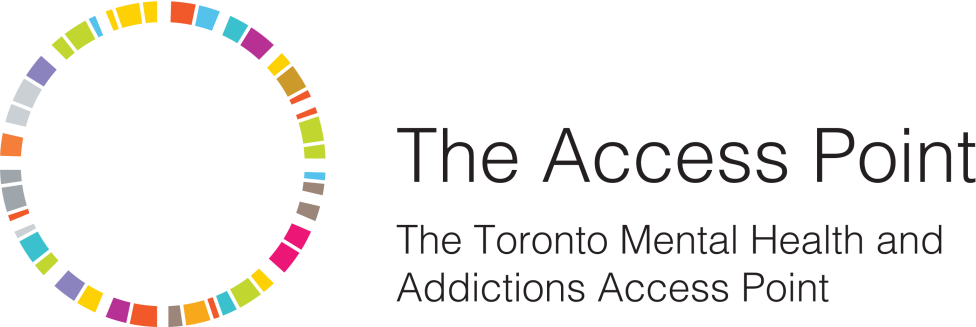 The Access Point
The Toronto Mental Health and
Addictions Access Point